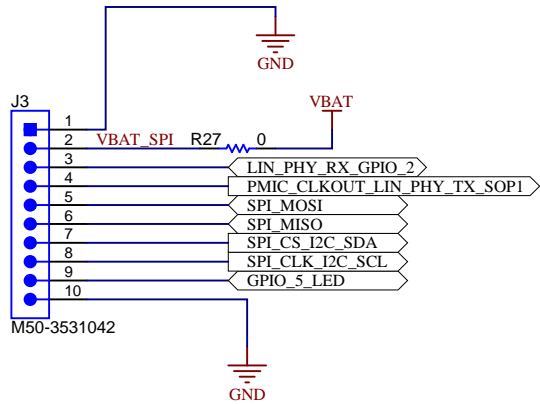 GND
J3
VBAT
1
2
VBAT_SPI
R27
0
3
LIN_PHY_RX_GPIO_2
4
PMIC_CLKOUT_LIN_PHY_TX_SOP1
5
SPI_MOSI
6
SPI_MISO
7
SPI_CS_I2C_SDA
8
SPI_CLK_I2C_SCL
9
GPIO_5_LED
10
M50-3531042
GND